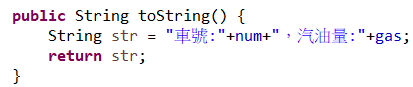 public String toString() {
    String str = "車號:"+num+"，汽油量:"+gas;
    return str;
}